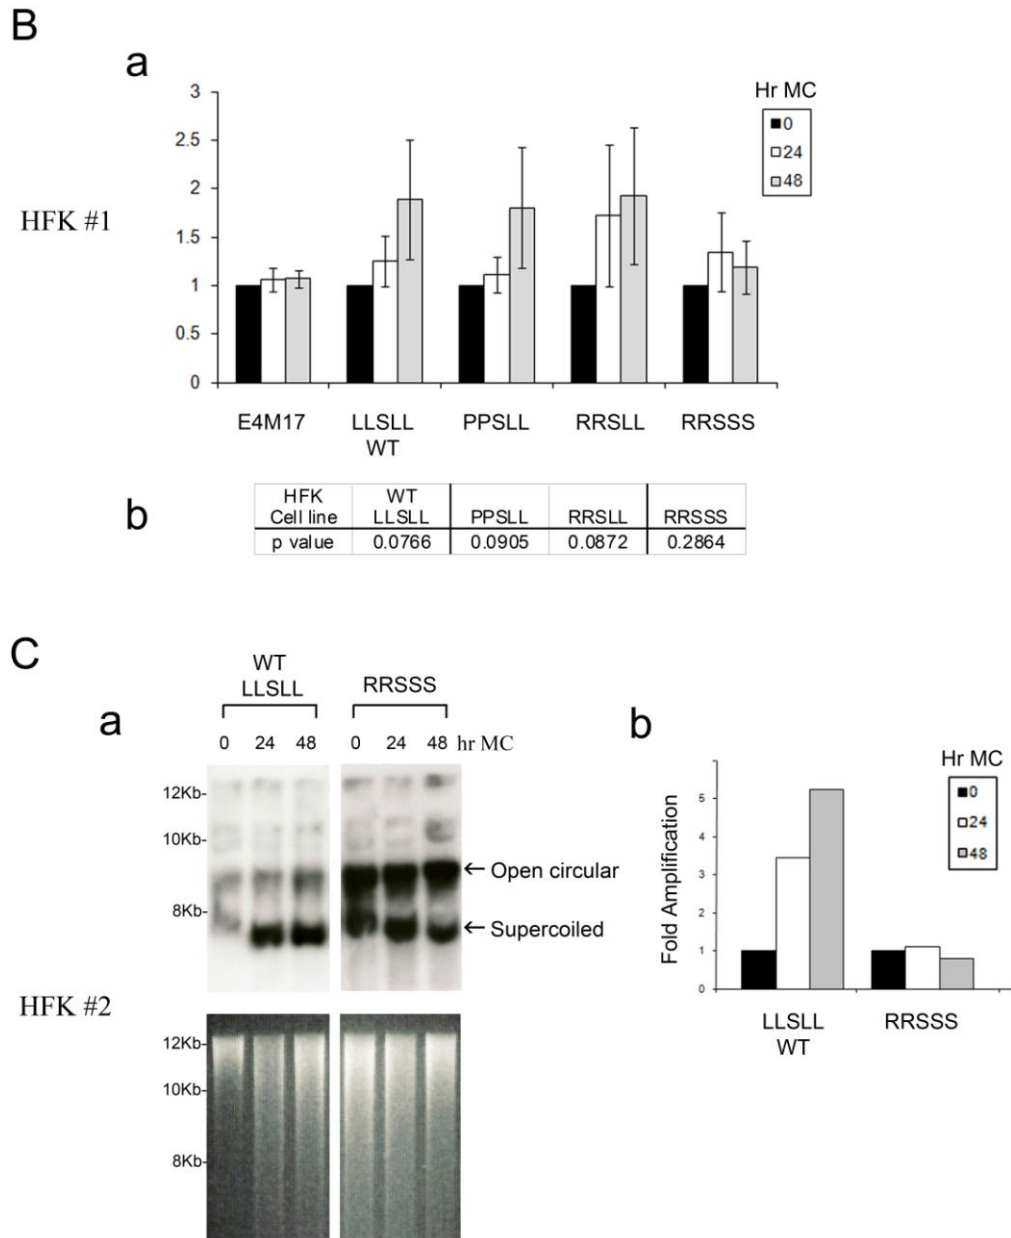 B
a
3
2.5
2
1.5
1
0.5
0
Hr MC
0
24
48
HFK #1
E4M17 LLSLL PPSLL RRSLL RRSSS
WT
b
HFK WT
Cell line LLSLL PPSLL RRSLL RRSSS
p value 0.0766 0.0905 0.0872 0.2864
C
WT
LLSLL RRSSS
a
0 24 48 0 24 48 hr MC
12Kb-
10Kb-
← Open circular
8Kb-
← Supercoiled
HFK #2
12Kb-
10Kb-
8Kb-
b
Hr MC
0
24
48
Fold Amplification
5
4
3
2
1
0
LLSLL RRSSS
WT